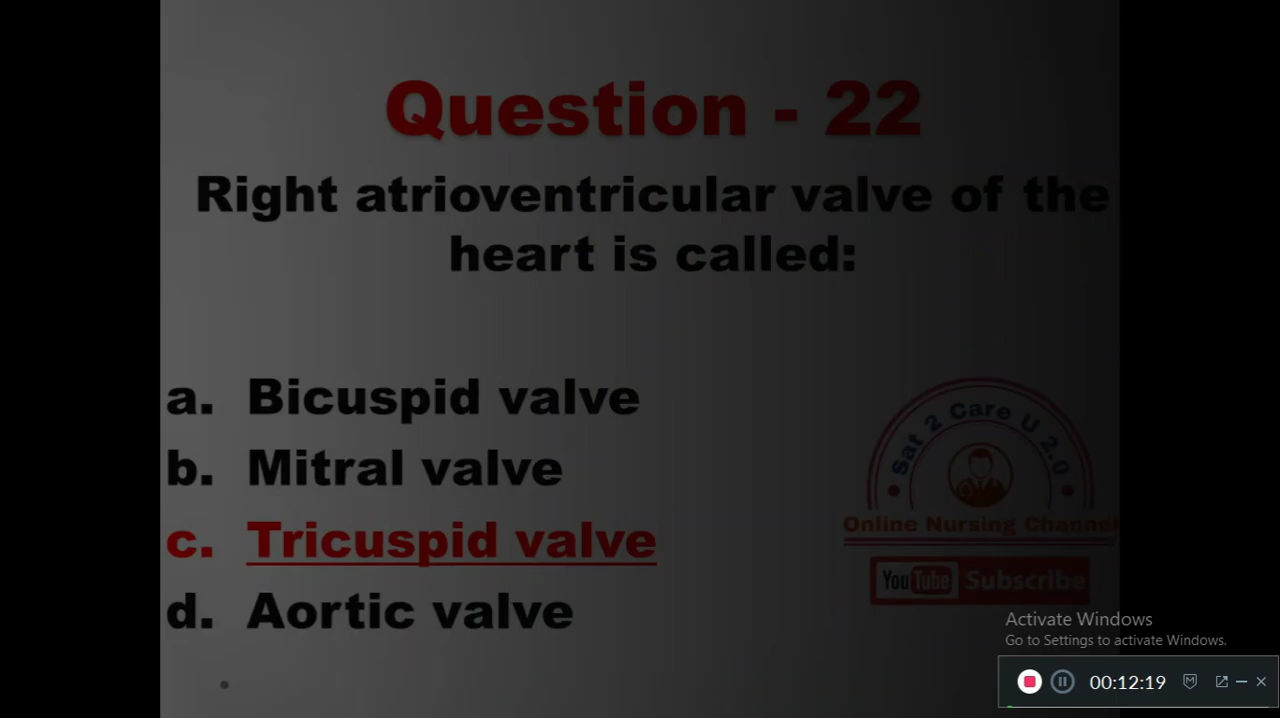 Question - 22
Right atrioventricular valve of the
heart is called:
a. Bicuspid valve
b. Mitral valve
c. Tricuspid valve
d. Aortic valve
Sat 2 Care U 2.0
Online Nursing Channel
YouTube Subscribe
Activate Windows
Go to Settings to activate Windows.
00:12:19